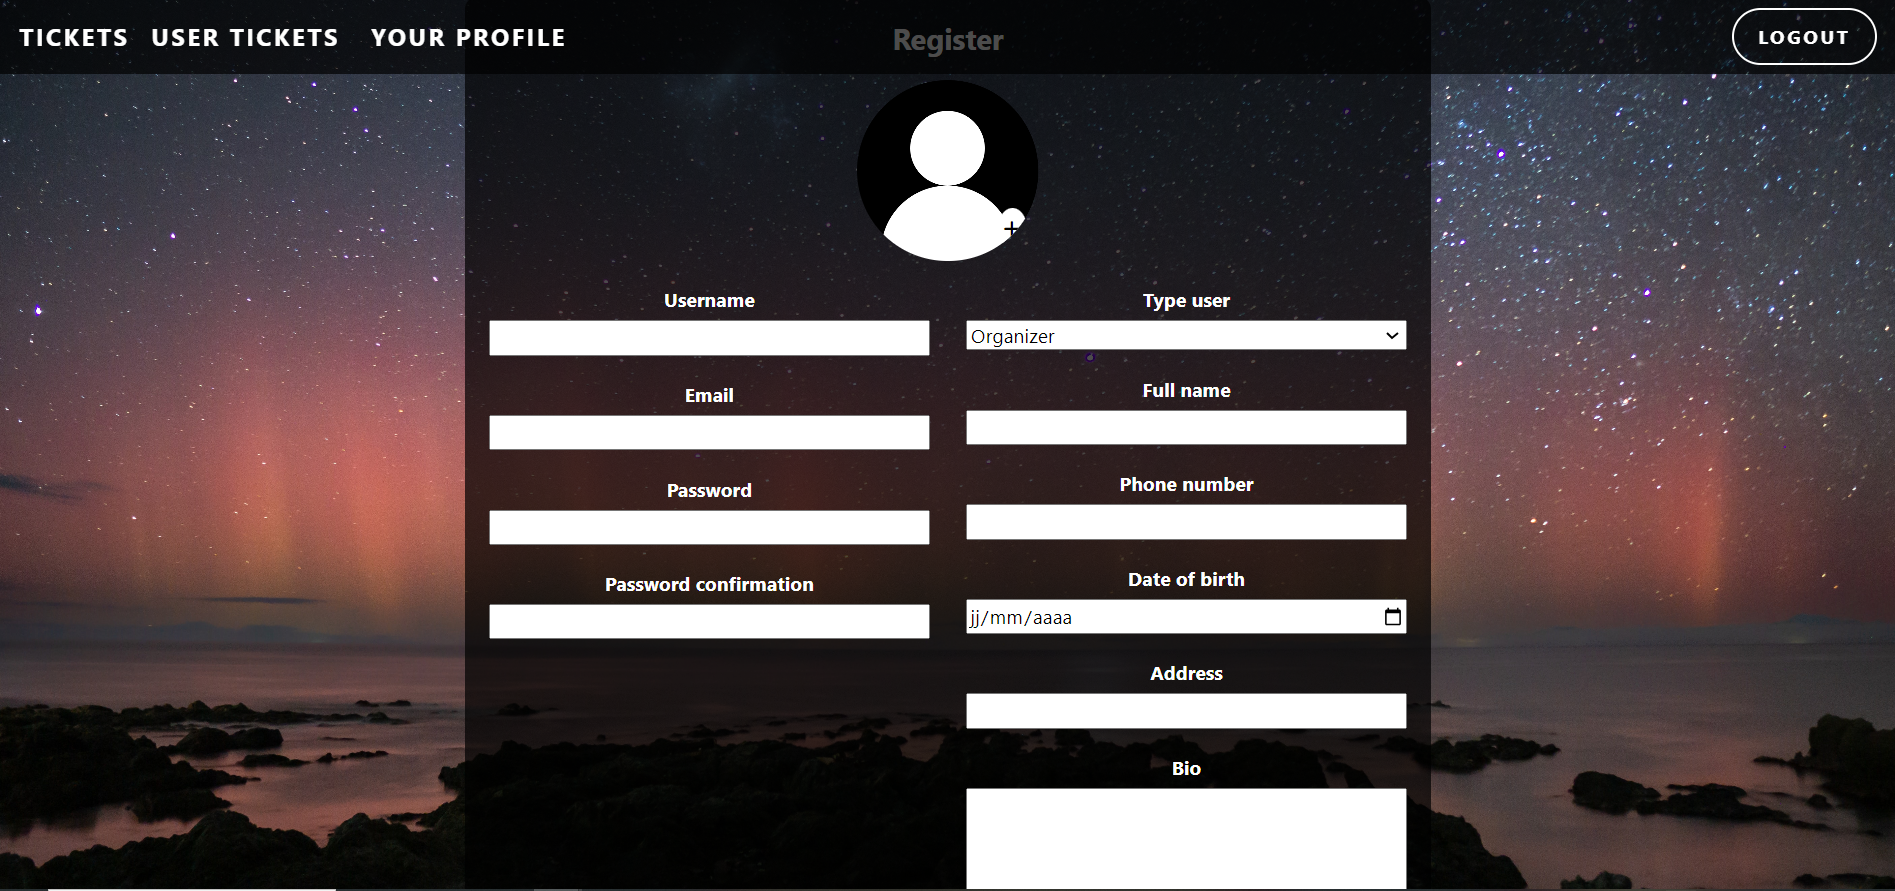 TICKETS USER TICKETS YOUR PROFILE Register LOGOUT
+
Username Type user
Organizer
Email Full name
Password Phone number
Password confirmation Date of birth
jj/mm/aaaa
Address
Bio